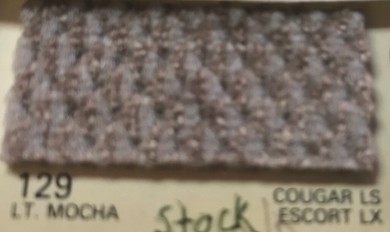 129
LT. MOCHA
Stock
COUGAR LS
ESCORT LX